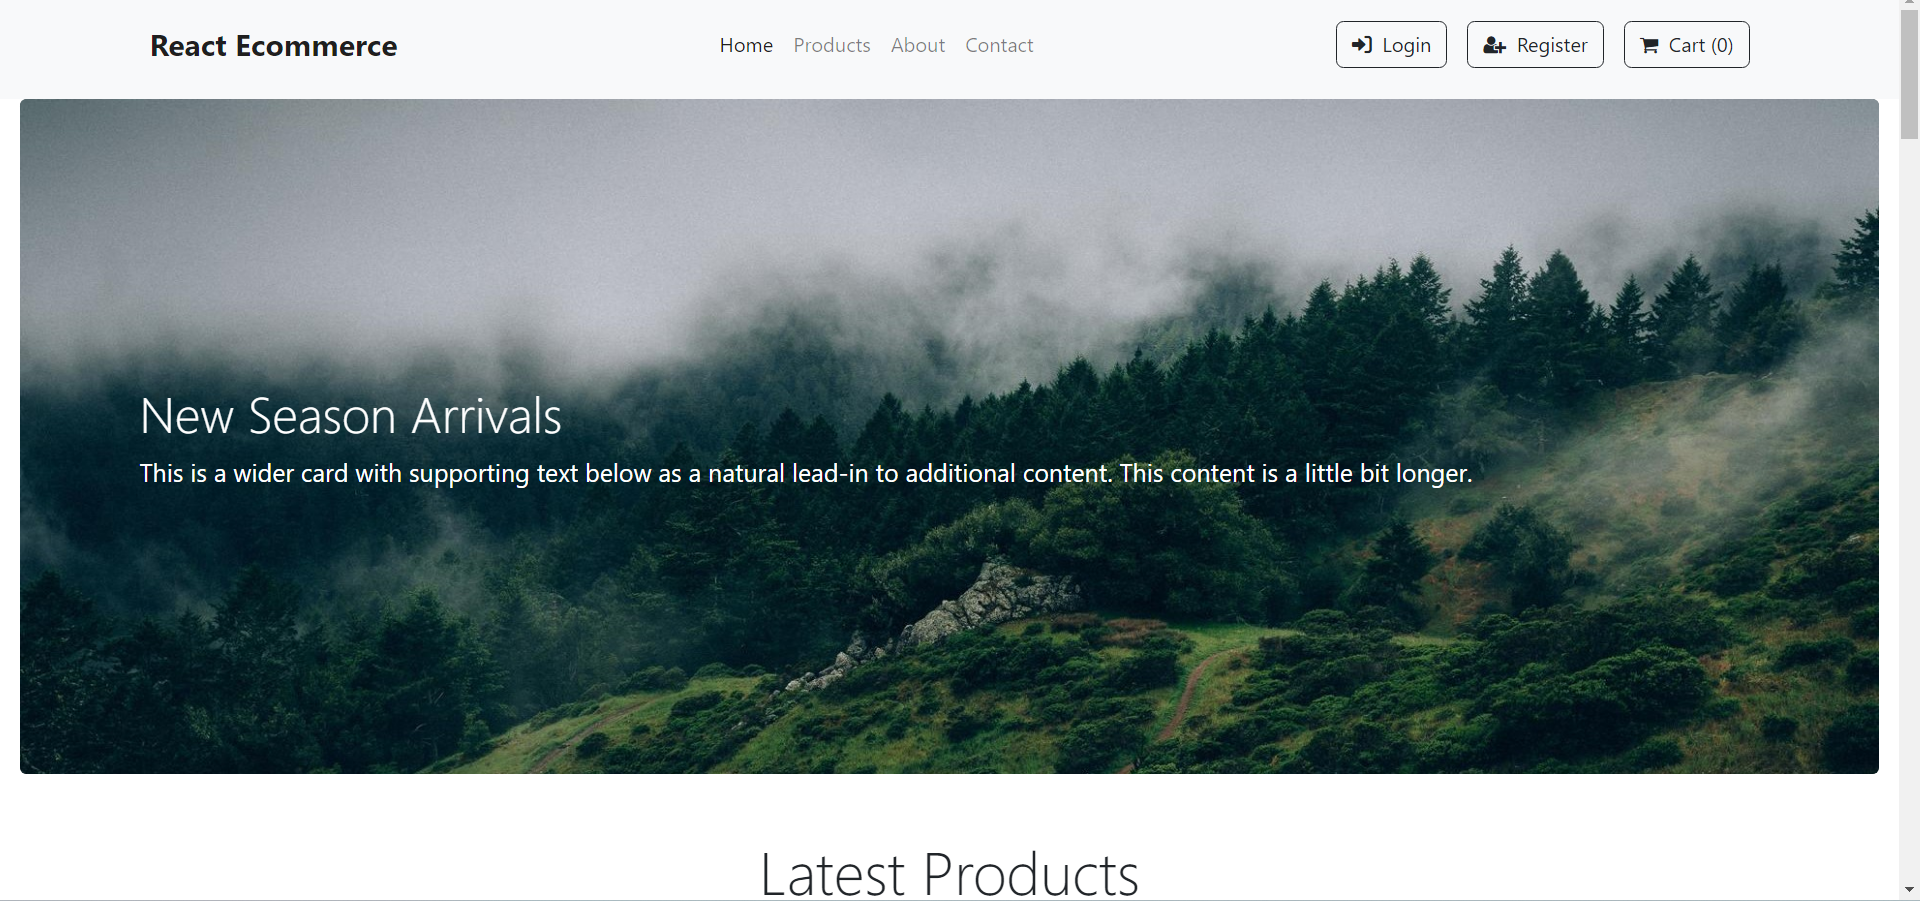 React Ecommerce
Home Products About Contact
Login Register Cart (0)
New Season Arrivals
This is a wider card with supporting text below as a natural lead-in to additional content. This content is a little bit longer.
Latest Products